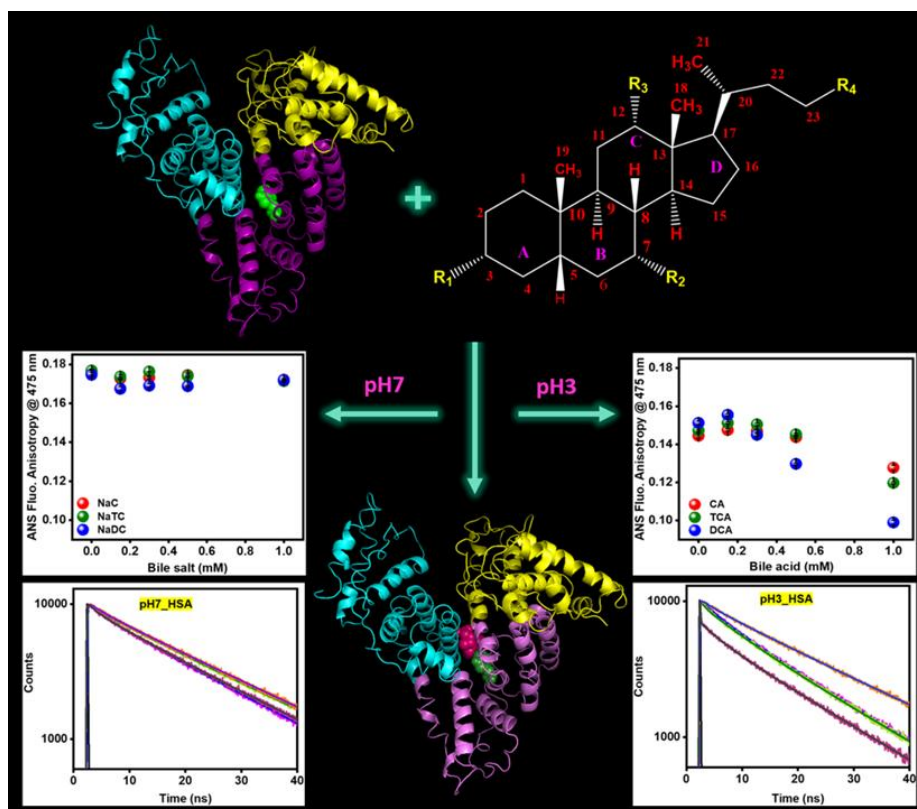 21
H₃C
22
R₃
R₄
18
20
12
CH₃
23
11
17
C
19
13
D
16
CH₃
H
1
14
2
9
8
15
10
H
H
A
B
7
R₁
3
5
R₂
4
6
H
pH7
pH3
ANS Fluo. Anisotropy @ 475 nm
0.18
0.16
0.14
0.12
0.10
NaC
NaTC
NaDC
0.0 0.2 0.4 0.6 0.8 1.0
Bile salt (mM)
ANS Fluo. Anisotropy @ 475 nm
0.18
0.16
0.14
0.12
0.10
CA
TCA
DCA
0.0 0.2 0.4 0.6 0.8 1.0
Bile acid (mM)
pH7_HSA
Counts
10000
1000
0 10 20 30 40
Time (ns)
pH3_HSA
Counts
10000
1000
0 10 20 30 40
Time (ns)